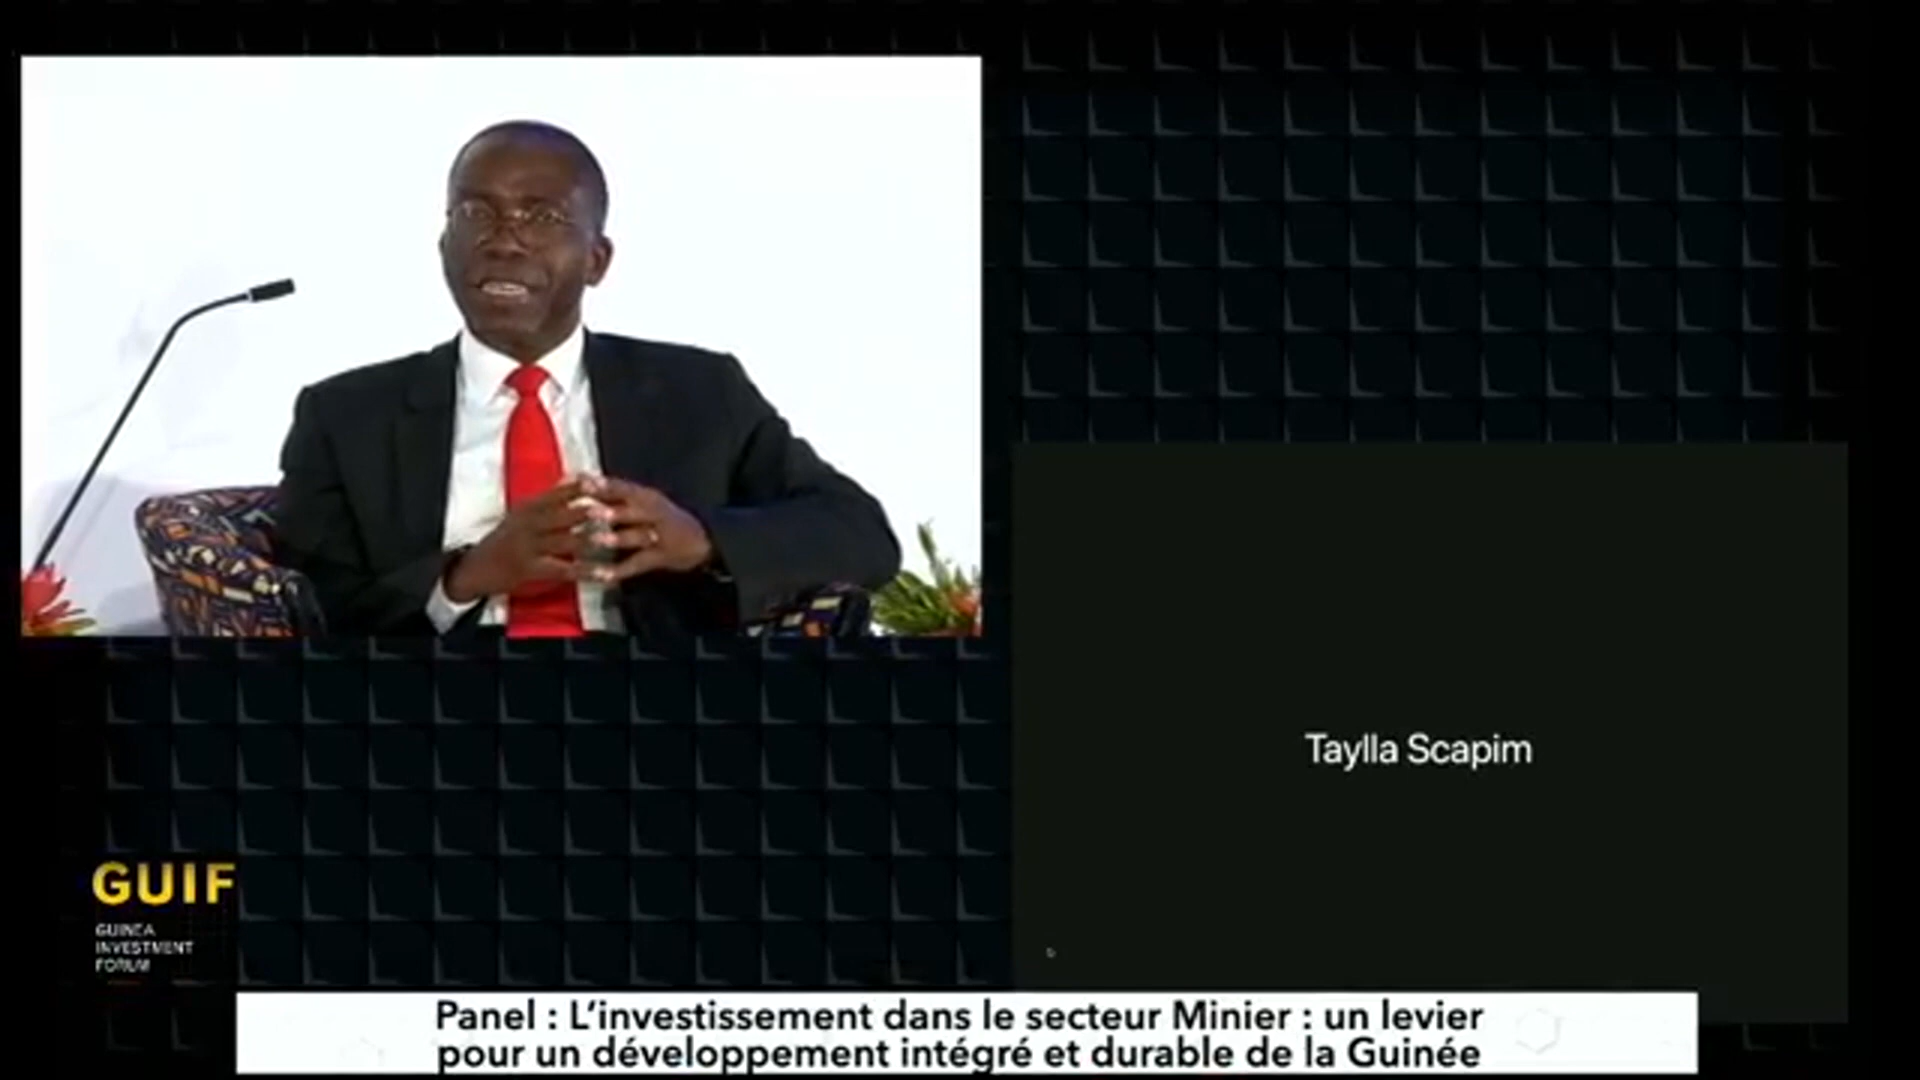 Taylla Scapim
GUIF
GUINEA
INVESTMENT
FORUM
Panel : L'investissement dans le secteur Minier : un levier
pour un développement intégré et durable de la Guinée